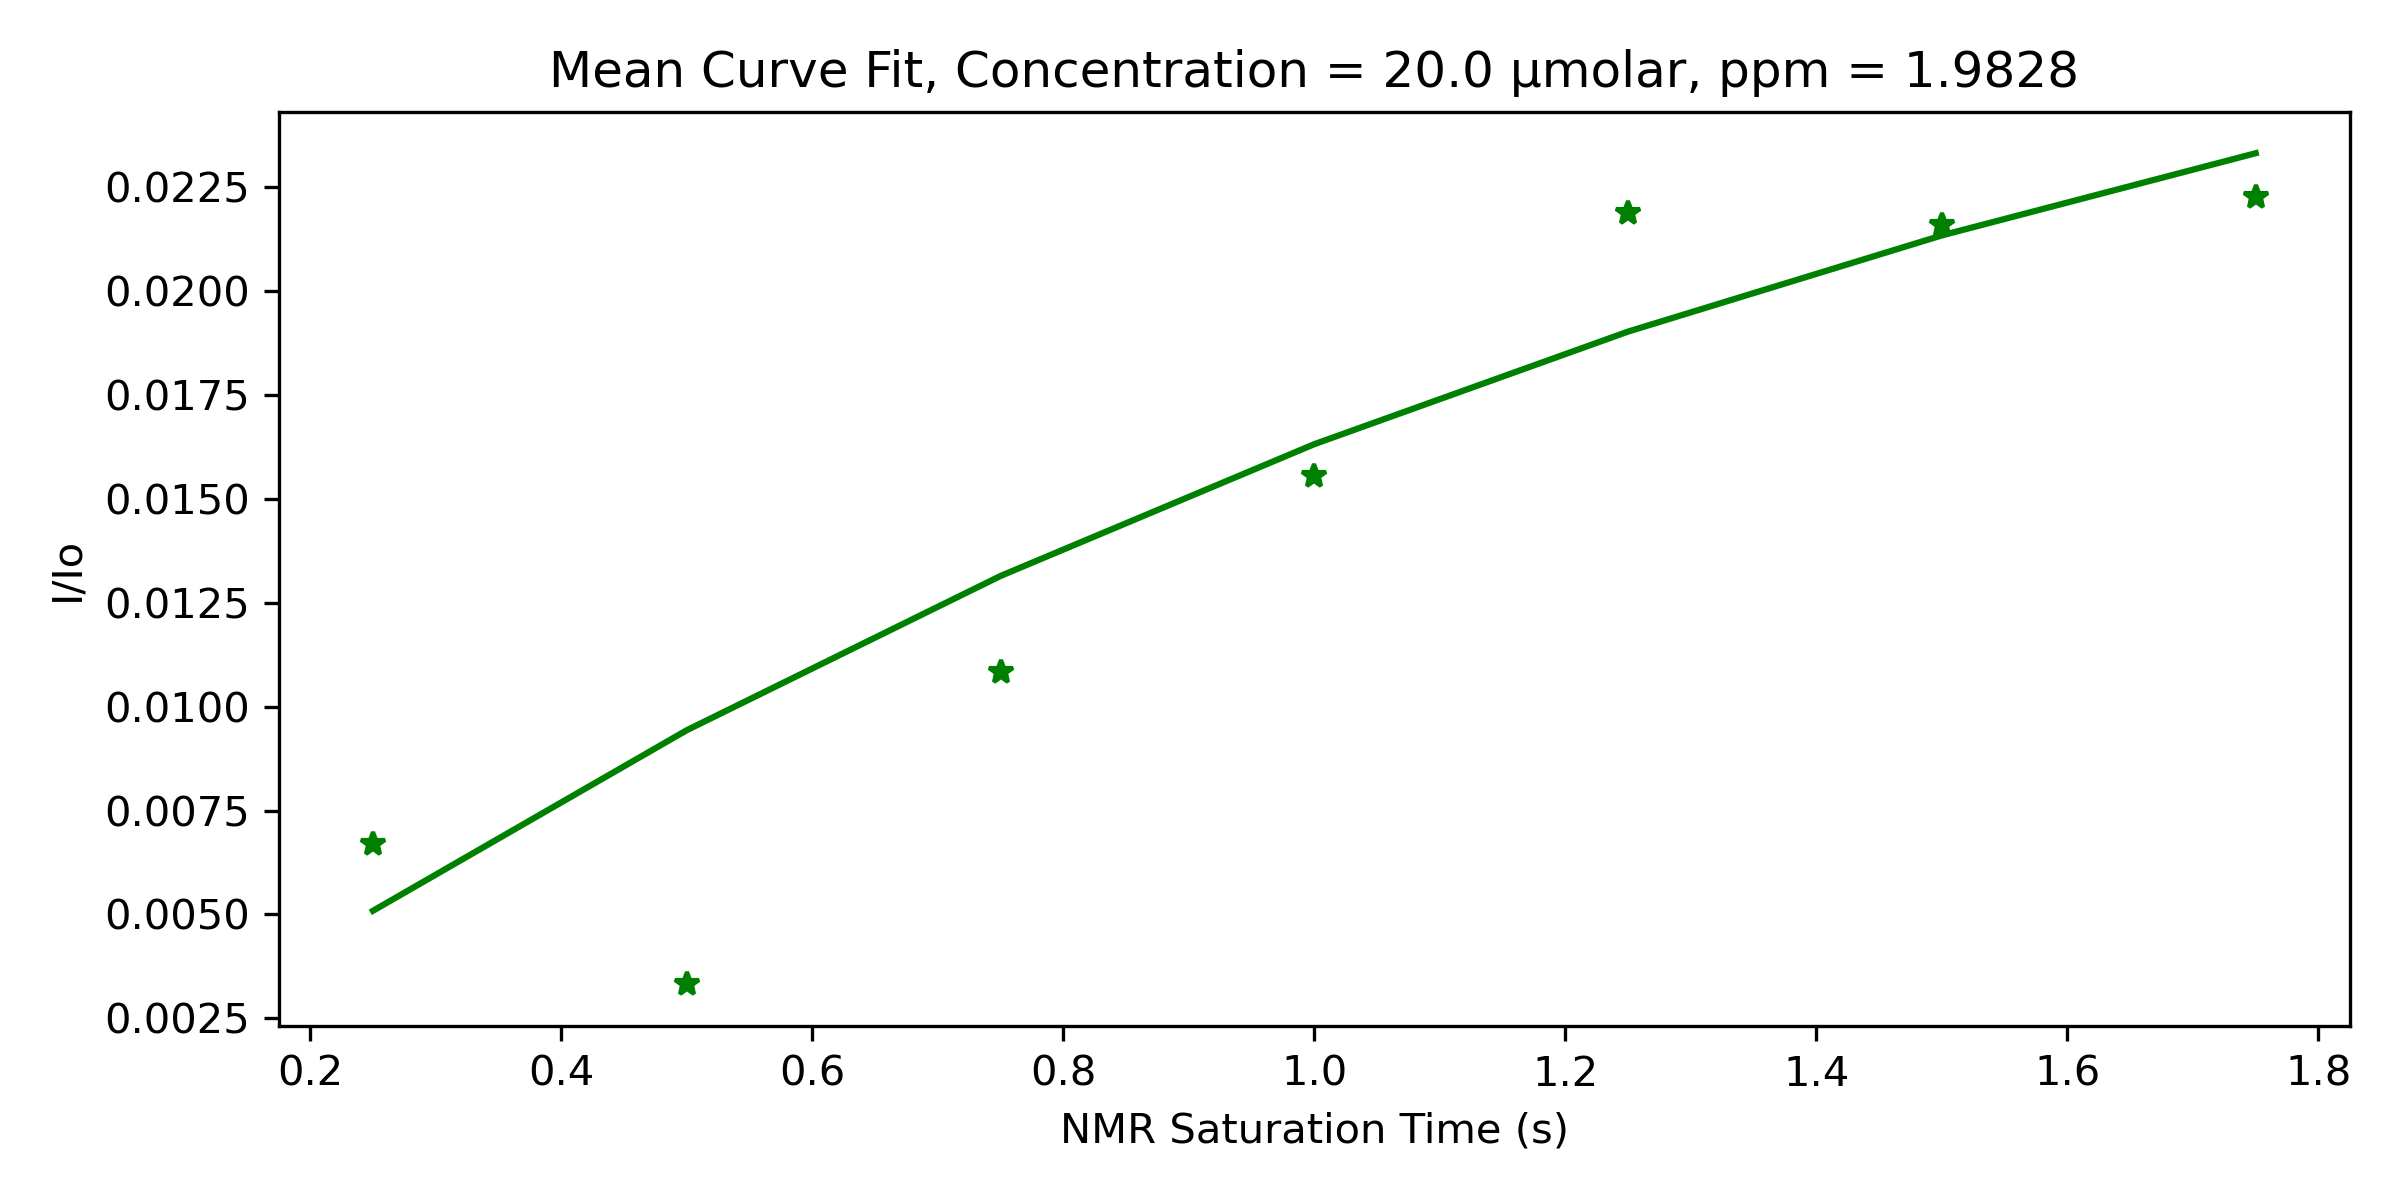 Mean Curve Fit, Concentration = 20.0 μmolar, ppm = 1.9828
I/Io
0.0225
0.0200
0.0175
0.0150
0.0125
0.0100
0.0075
0.0050
0.0025
0.2 0.4 0.6 0.8 1.0 1.2 1.4 1.6 1.8
NMR Saturation Time (s)